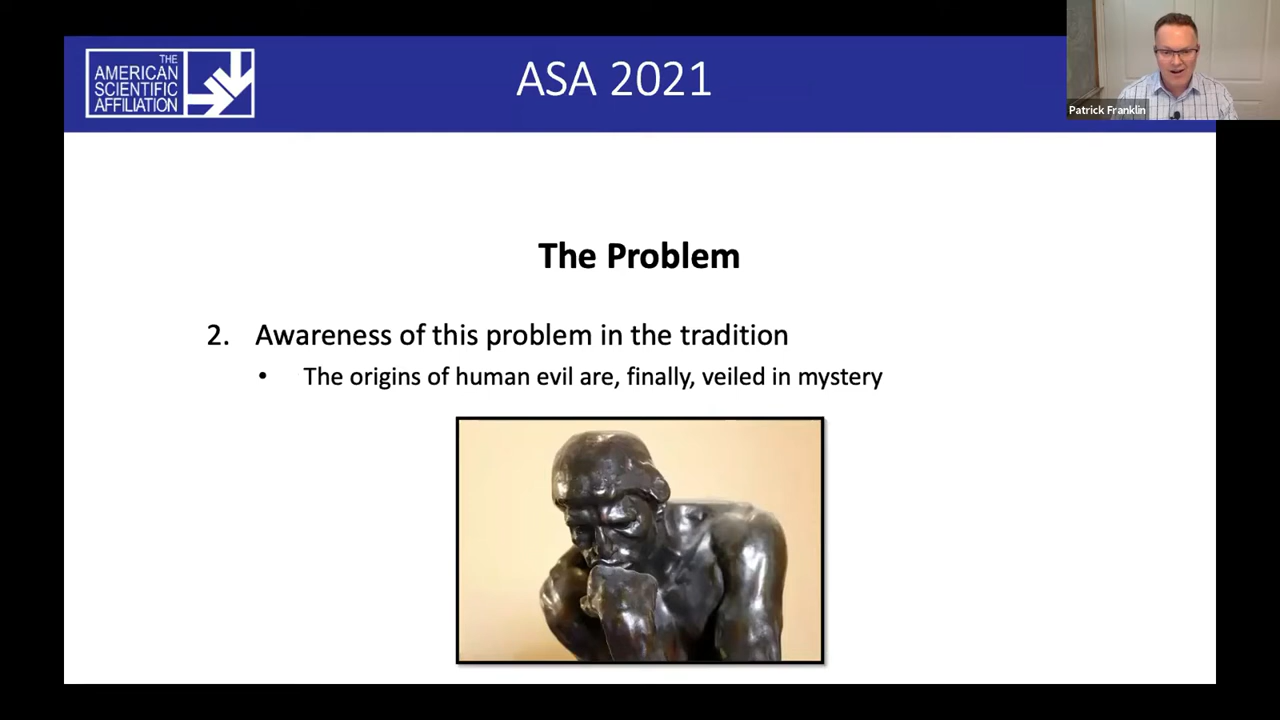 THE
AMERICAN
SCIENTIFIC
AFFILIATION
ASA 2021
Patrick Franklin
The Problem
2. Awareness of this problem in the tradition
• The origins of human evil are, finally, veiled in mystery